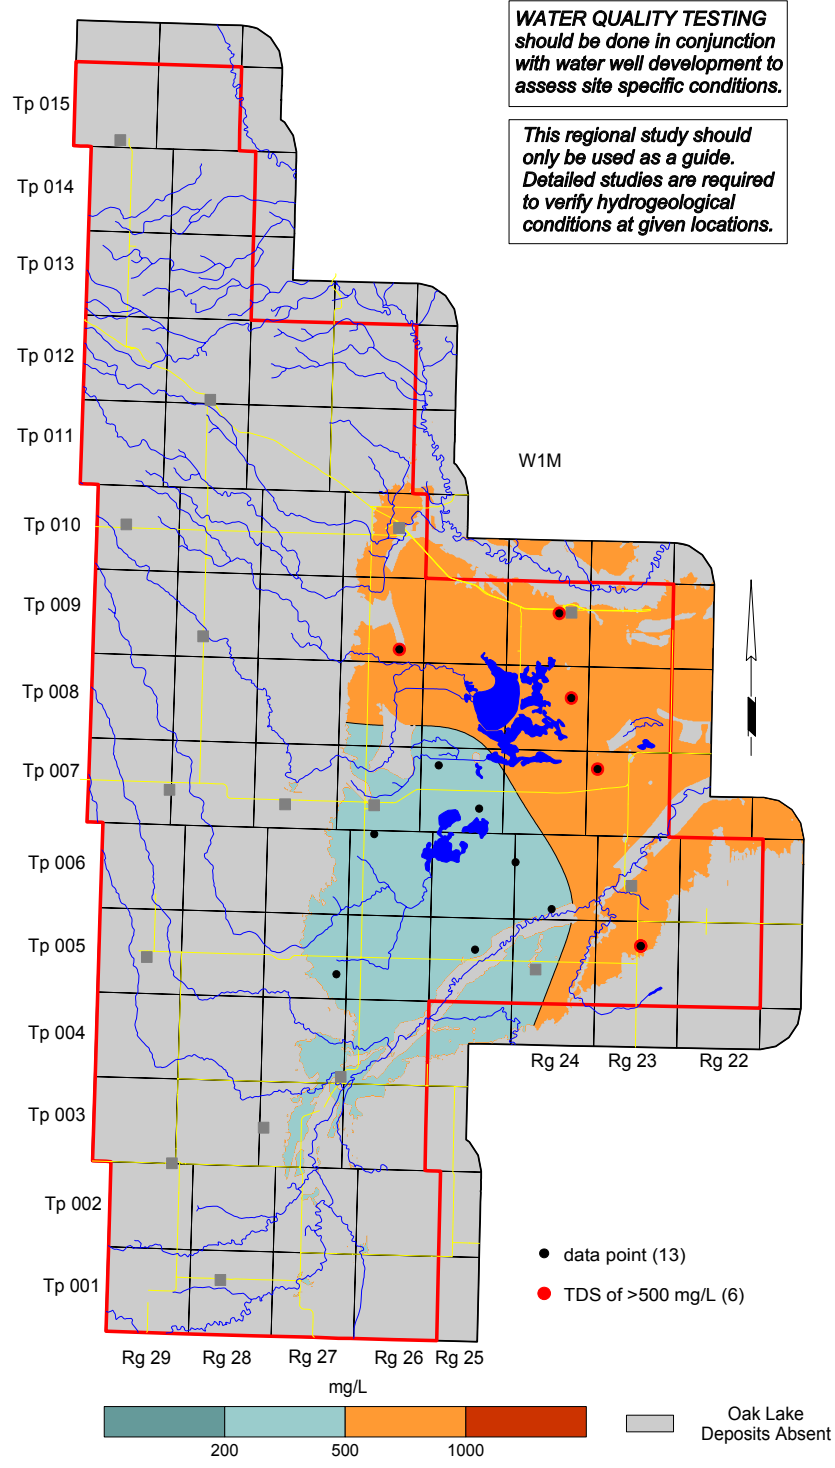 WATER QUALITY TESTING
should be done in conjunction
with water well development to
assess site specific conditions.
This regional study should
only be used as a guide.
Detailed studies are required
to verify hydrogeological
conditions at given locations.
Tp 015
Tp 014
Tp 013
Tp 012
Tp 011
W1M
Tp 010
Tp 009
Tp 008
Tp 007
Tp 006
Tp 005
Tp 004
Rg 24 Rg 23 Rg 22
Tp 003
Tp 002
Tp 001
data point (13)
TDS of >500 mg/L (6)
Rg 29 Rg 28 Rg 27 Rg 26 Rg 25
mg/L
200 500 1000
Oak Lake
Deposits Absent